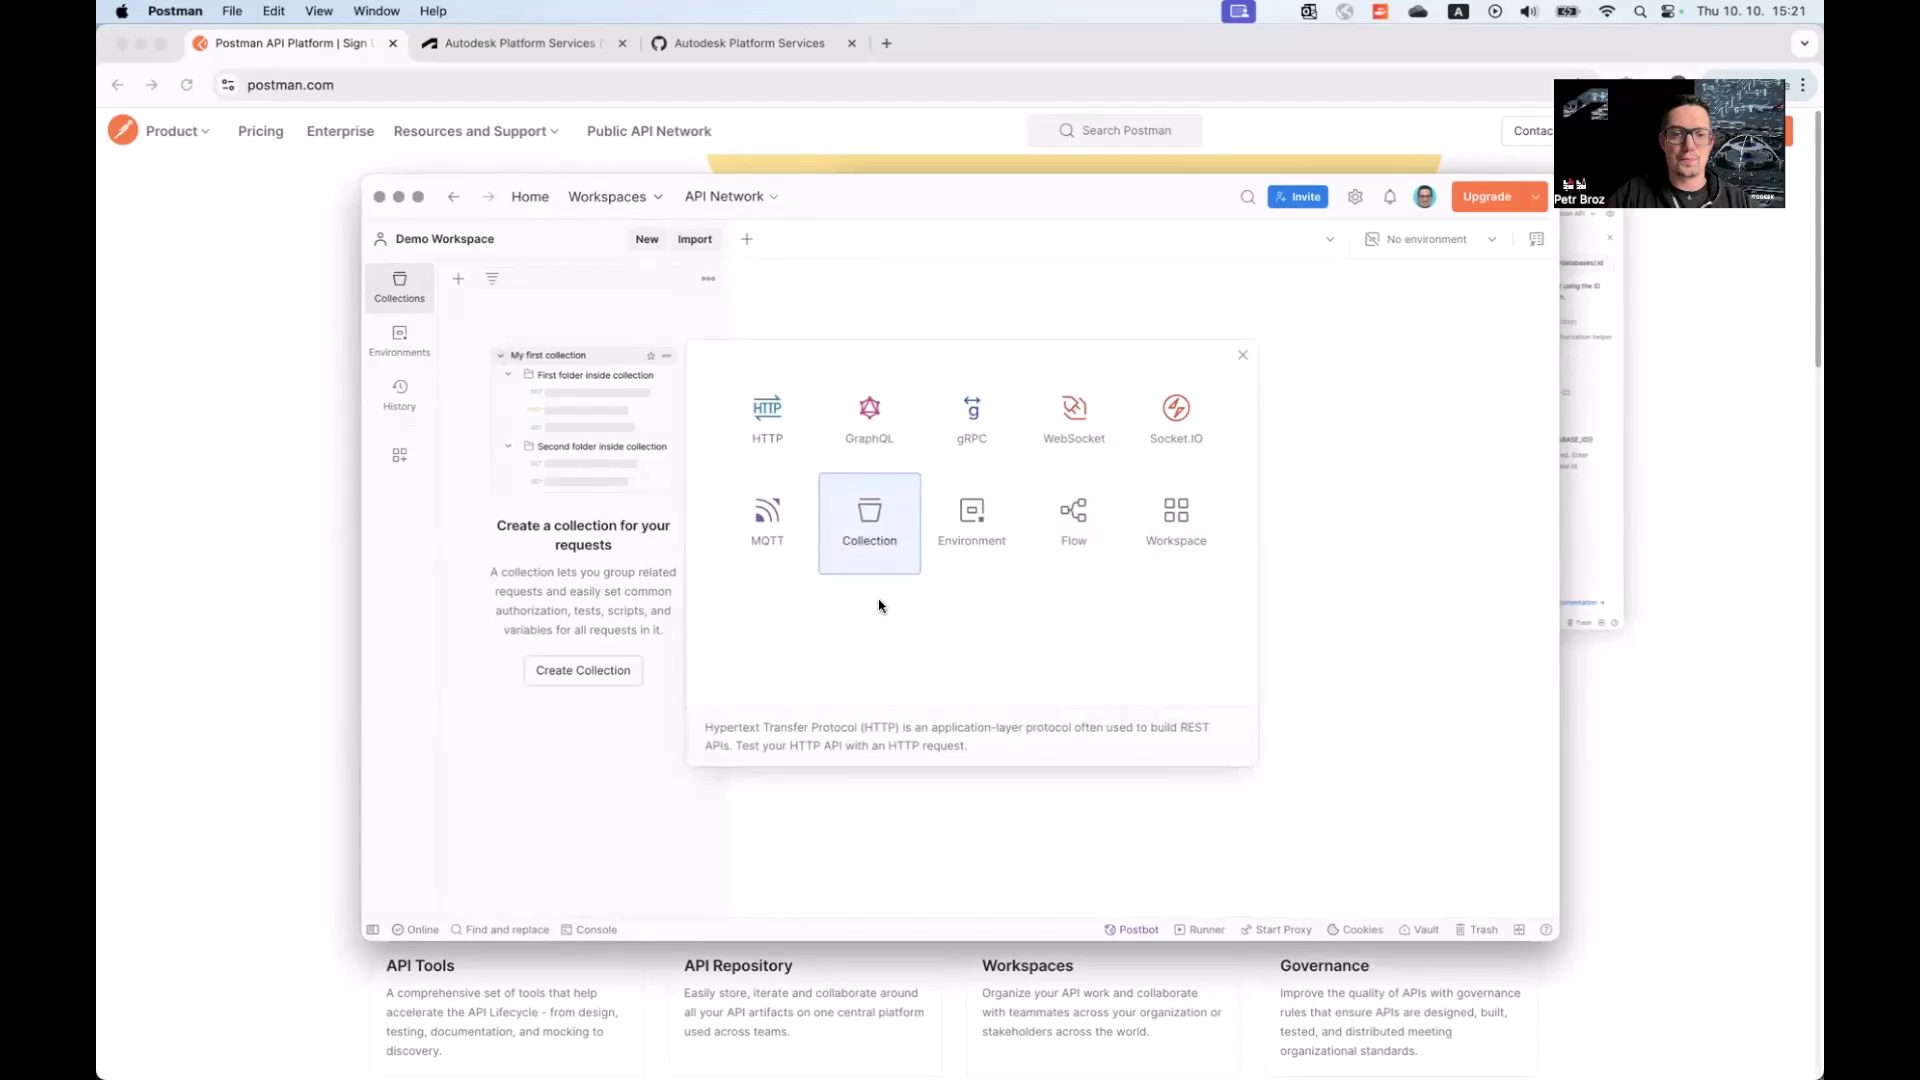 Postman File Edit View Window Help
A
Thu 10. 10. 15:21
Postman API Platform | Sign
Autodesk Platform Services
Autodesk Platform Services
postman.com
Product
Pricing
Enterprise
Resources and Support
Public API Network
Search Postman
Contac
Petr Broz
Home
Workspaces
API Network
Invite
Upgrade
Demo Workspace
New
Import
No environment
Collections
Environments
History
My first collection
First folder inside collection
Second folder inside collection
Create a collection for your
requests
A collection lets you group related
requests and easily set common
authorization, tests, scripts, and
variables for all requests in it.
Create Collection
HTTP
HTTP
GraphQL
g
gRPC
WebSocket
Socket.IO
MQTT
Collection
Environment
Flow
Workspace
Hypertext Transfer Protocol (HTTP) is an application-layer protocol often used to build REST
APIs. Test your HTTP API with an HTTP request.
using the ID
Trash
Online
Find and replace
Console
Postbot
Runner
Start Proxy
Cookies
Vault
Trash
API Tools
A comprehensive set of tools that help
accelerate the API Lifecycle - from design,
testing, documentation, and mocking to
discovery.
API Repository
Easily store, iterate and collaborate around
all your API artifacts on one central platform
used across teams.
Workspaces
Organize your API work and collaborate
with teammates across your organization or
stakeholders across the world.
Governance
Improve the quality of APIs with governance
rules that ensure APIs are designed, built,
tested, and distributed meeting
organizational standards.